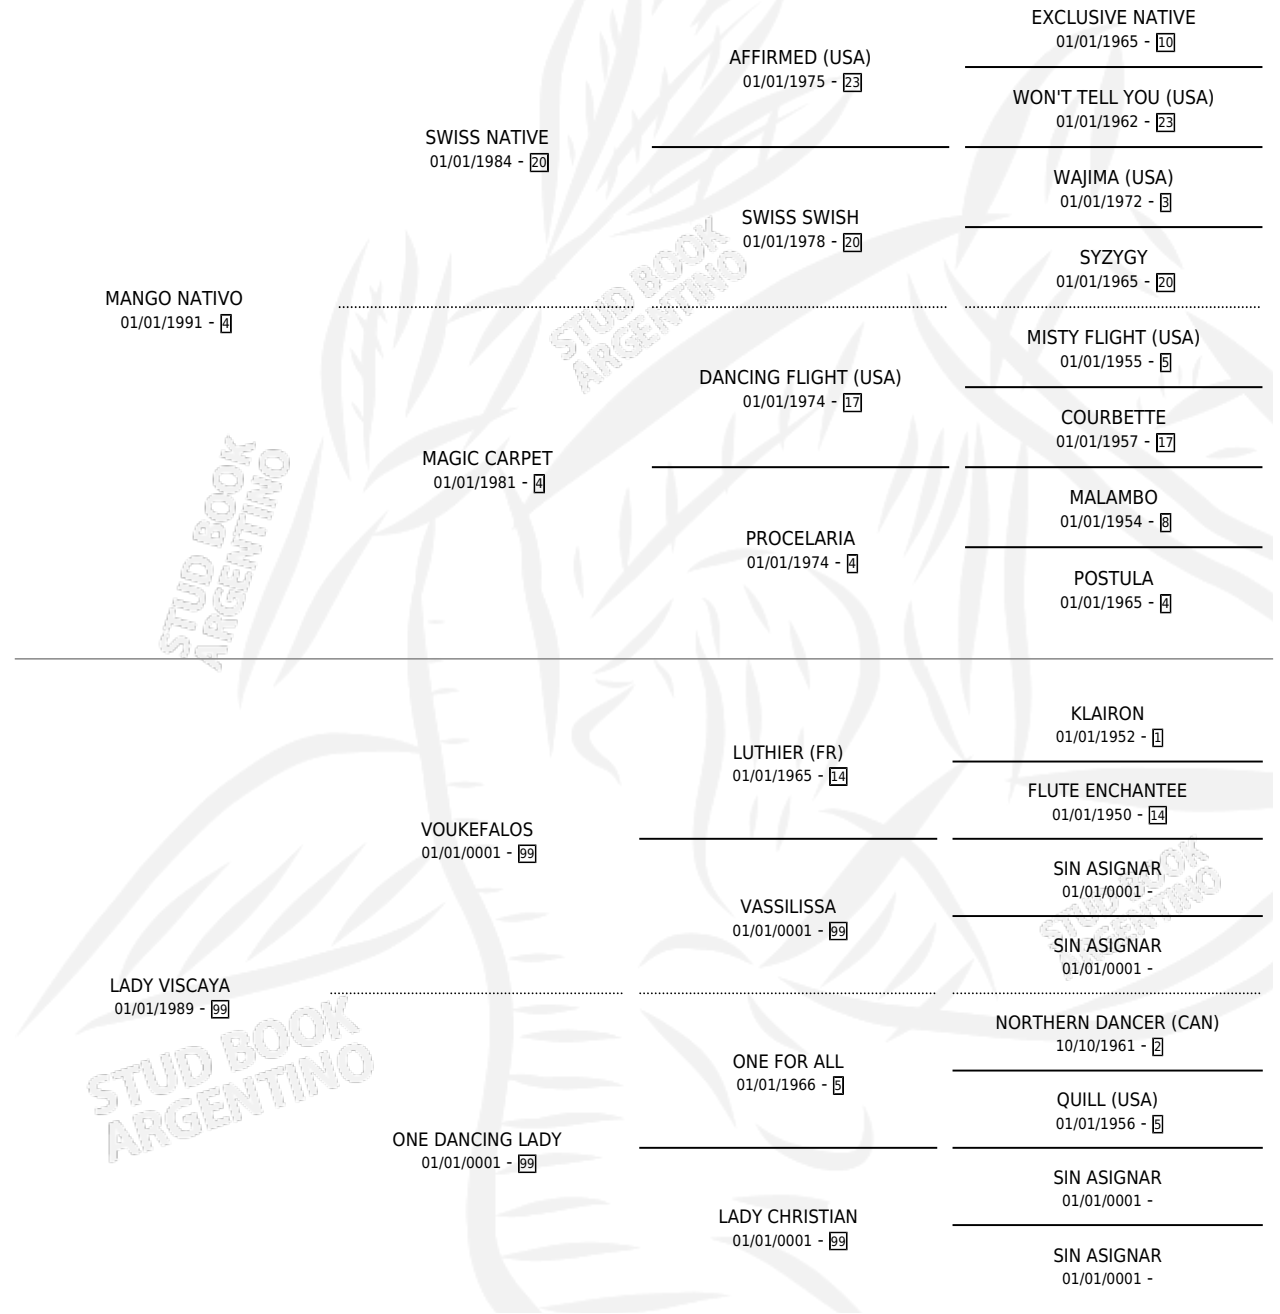 EXCLUSIVE NATIVE
01/01/1965 - 10
AFFIRMED (USA)
01/01/1975 - 23
WON'T TELL YOU (USA)
01/01/1962 - 23
SWISS NATIVE
01/01/1984 - 20
WAJIMA (USA)
01/01/1972 - 3
SWISS SWISH
01/01/1978 - 20
SYZYGY
01/01/1965 - 20
MANGO NATIVO
01/01/1991 - 4
MISTY FLIGHT (USA)
01/01/1955 - 5
DANCING FLIGHT (USA)
01/01/1974 - 17
COURBETTE
01/01/1957 - 17
MAGIC CARPET
01/01/1981 - 4
MALAMBO
01/01/1954 - 8
PROCELARIA
01/01/1974 - 4
POSTULA
01/01/1965 - 4
KLAIRON
01/01/1952 - 1
LUTHIER (FR)
01/01/1965 - 14
FLUTE ENCHANTEE
01/01/1950 - 14
VOUKEFALOS
01/01/0001 - 99
SIN ASIGNAR
01/01/0001 -
VASSILISSA
01/01/0001 - 99
SIN ASIGNAR
01/01/0001 -
LADY VISCAYA
01/01/1989 - 99
NORTHERN DANCER (CAN)
10/10/1961 - 2
ONE FOR ALL
01/01/1966 - 5
QUILL (USA)
01/01/1956 - 5
ONE DANCING LADY
01/01/0001 - 99
SIN ASIGNAR
01/01/0001 -
LADY CHRISTIAN
01/01/0001 - 99
SIN ASIGNAR
01/01/0001 -
STUD BOOK
ARGENTINO
STUD BOOK
ARGENTINO
STUD BOOK
ARGENTINO
STUD BOOK
ARGENTINO